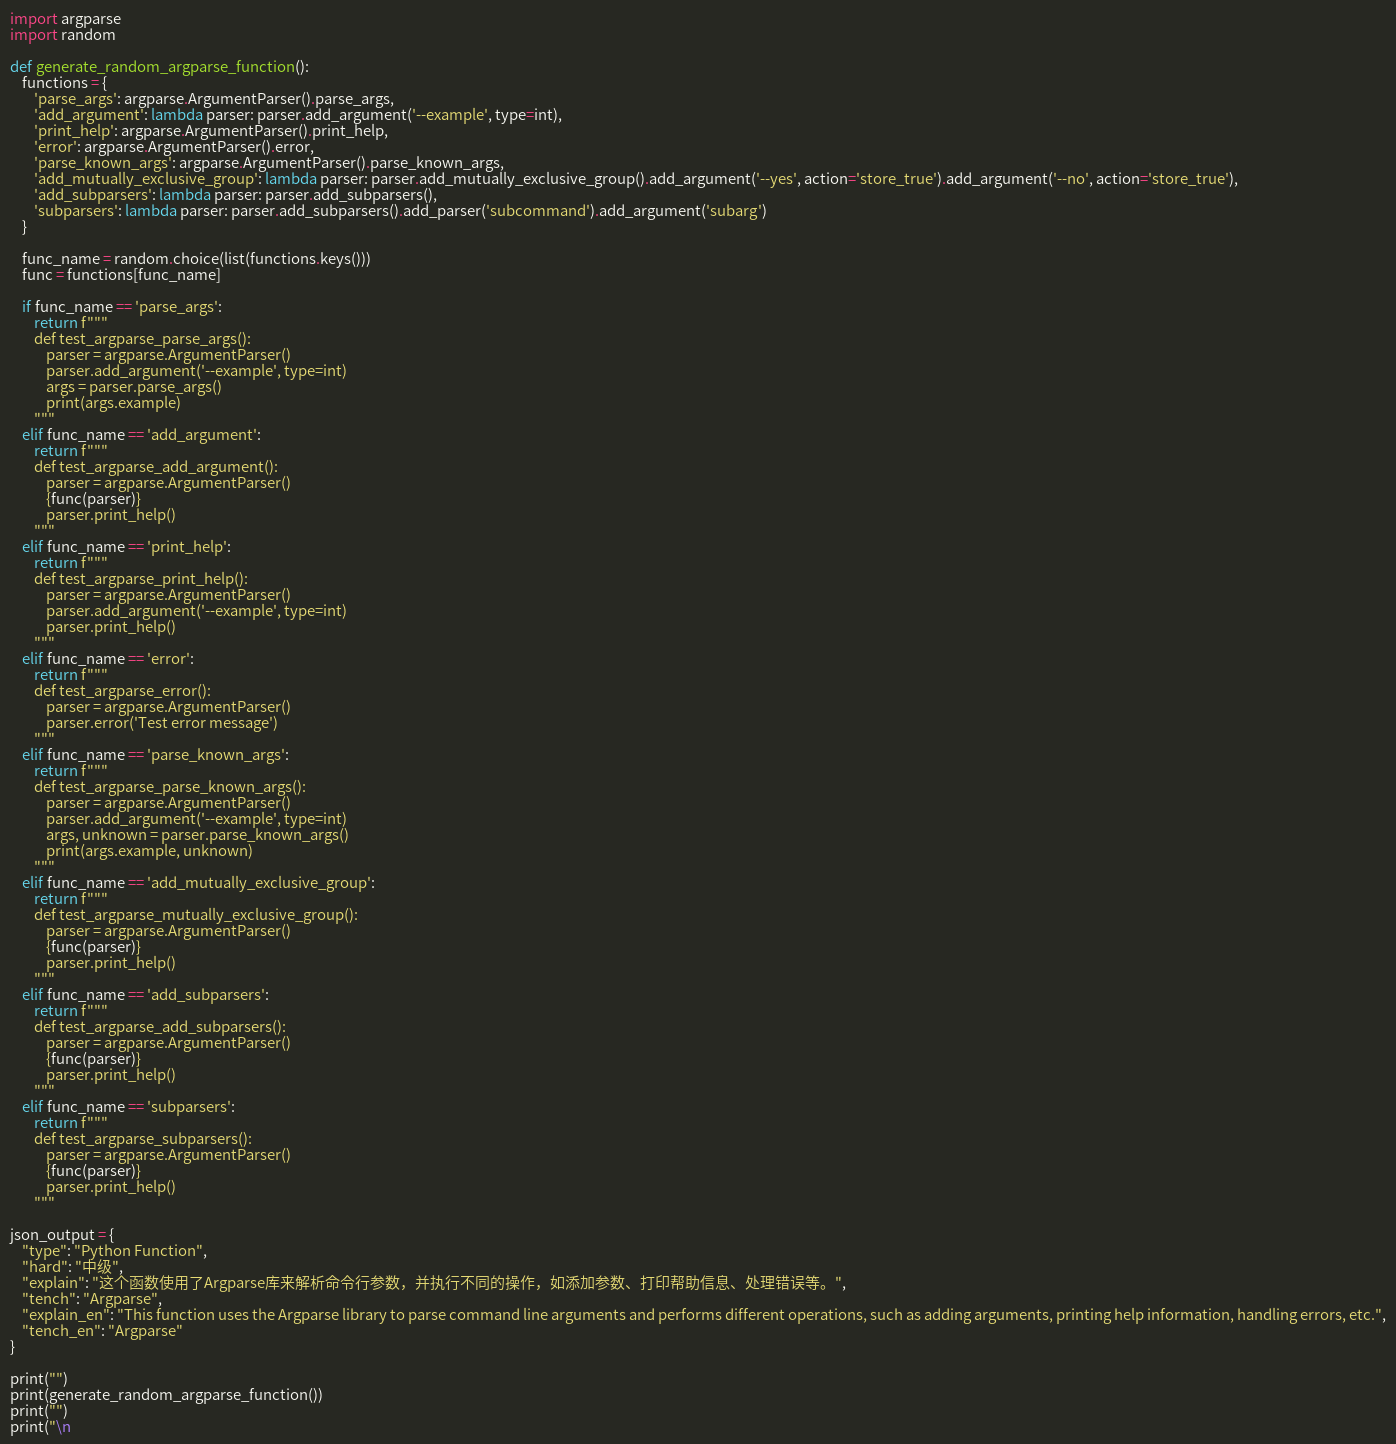 import argparse
import random

def generate_random_argparse_function():
    functions = {
        'parse_args': argparse.ArgumentParser().parse_args,
        'add_argument': lambda parser: parser.add_argument('--example', type=int),
        'print_help': argparse.ArgumentParser().print_help,
        'error': argparse.ArgumentParser().error,
        'parse_known_args': argparse.ArgumentParser().parse_known_args,
        'add_mutually_exclusive_group': lambda parser: parser.add_mutually_exclusive_group().add_argument('--yes', action='store_true').add_argument('--no', action='store_true'),
        'add_subparsers': lambda parser: parser.add_subparsers(),
        'subparsers': lambda parser: parser.add_subparsers().add_parser('subcommand').add_argument('subarg')
    }

    func_name = random.choice(list(functions.keys()))
    func = functions[func_name]

    if func_name == 'parse_args':
        return f"""
        def test_argparse_parse_args():
            parser = argparse.ArgumentParser()
            parser.add_argument('--example', type=int)
            args = parser.parse_args()
            print(args.example)
        """
    elif func_name == 'add_argument':
        return f"""
        def test_argparse_add_argument():
            parser = argparse.ArgumentParser()
            {func(parser)}
            parser.print_help()
        """
    elif func_name == 'print_help':
        return f"""
        def test_argparse_print_help():
            parser = argparse.ArgumentParser()
            parser.add_argument('--example', type=int)
            parser.print_help()
        """
    elif func_name == 'error':
        return f"""
        def test_argparse_error():
            parser = argparse.ArgumentParser()
            parser.error('Test error message')
        """
    elif func_name == 'parse_known_args':
        return f"""
        def test_argparse_parse_known_args():
            parser = argparse.ArgumentParser()
            parser.add_argument('--example', type=int)
            args, unknown = parser.parse_known_args()
            print(args.example, unknown)
        """
    elif func_name == 'add_mutually_exclusive_group':
        return f"""
        def test_argparse_mutually_exclusive_group():
            parser = argparse.ArgumentParser()
            {func(parser)}
            parser.print_help()
        """
    elif func_name == 'add_subparsers':
        return f"""
        def test_argparse_add_subparsers():
            parser = argparse.ArgumentParser()
            {func(parser)}
            parser.print_help()
        """
    elif func_name == 'subparsers':
        return f"""
        def test_argparse_subparsers():
            parser = argparse.ArgumentParser()
            {func(parser)}
            parser.print_help()
        """

json_output = {
    "type": "Python Function",
    "hard": "中级",
    "explain": "这个函数使用了Argparse库来解析命令行参数，并执行不同的操作，如添加参数、打印帮助信息、处理错误等。",
    "tench": "Argparse",
    "explain_en": "This function uses the Argparse library to parse command line arguments and performs different operations, such as adding arguments, printing help information, handling errors, etc.",
    "tench_en": "Argparse"
}

print("")
print(generate_random_argparse_function())
print("")
print("\n